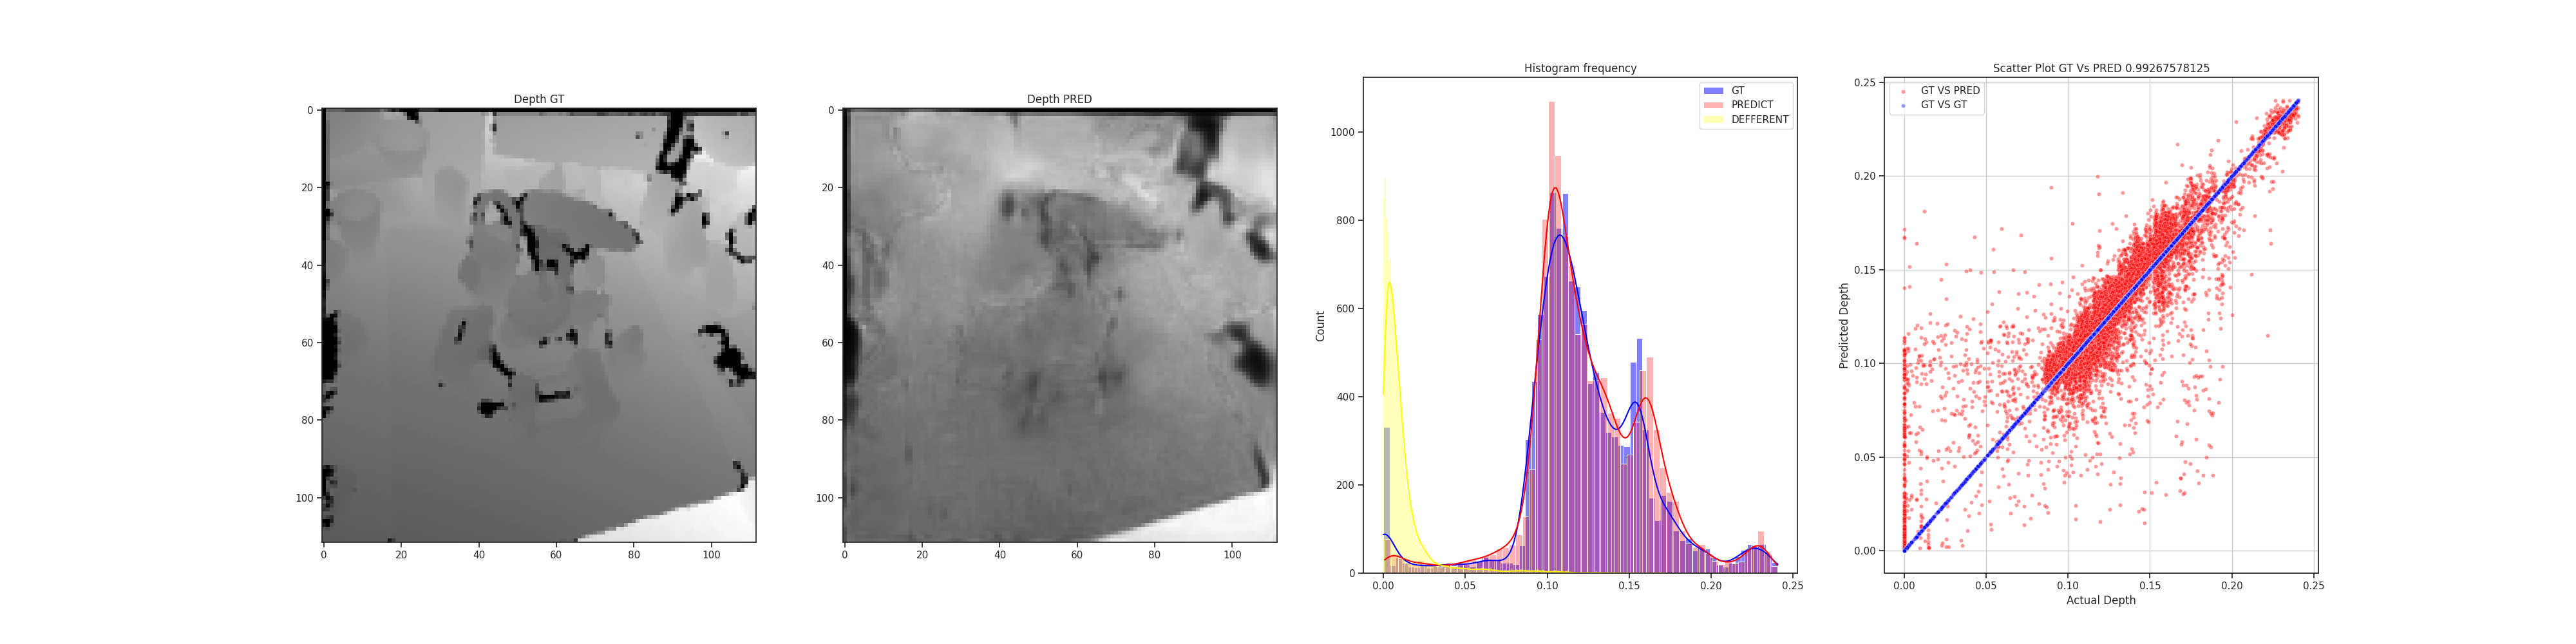 Depth GT
0
20
40
60
80
100
0 20 40 60 80 100
Depth PRED
0
20
40
60
80
100
0 20 40 60 80 100
Histogram frequency
GT
PREDICT
DEFFERENT
Count
1000
800
600
400
200
0
0.00 0.05 0.10 0.15 0.20 0.25
Scatter Plot GT Vs PRED 0.99267578125
GT VS PRED
GT VS GT
Predicted Depth
0.25
0.20
0.15
0.10
0.05
0.00
0.00 0.05 0.10 0.15 0.20 0.25
Actual Depth